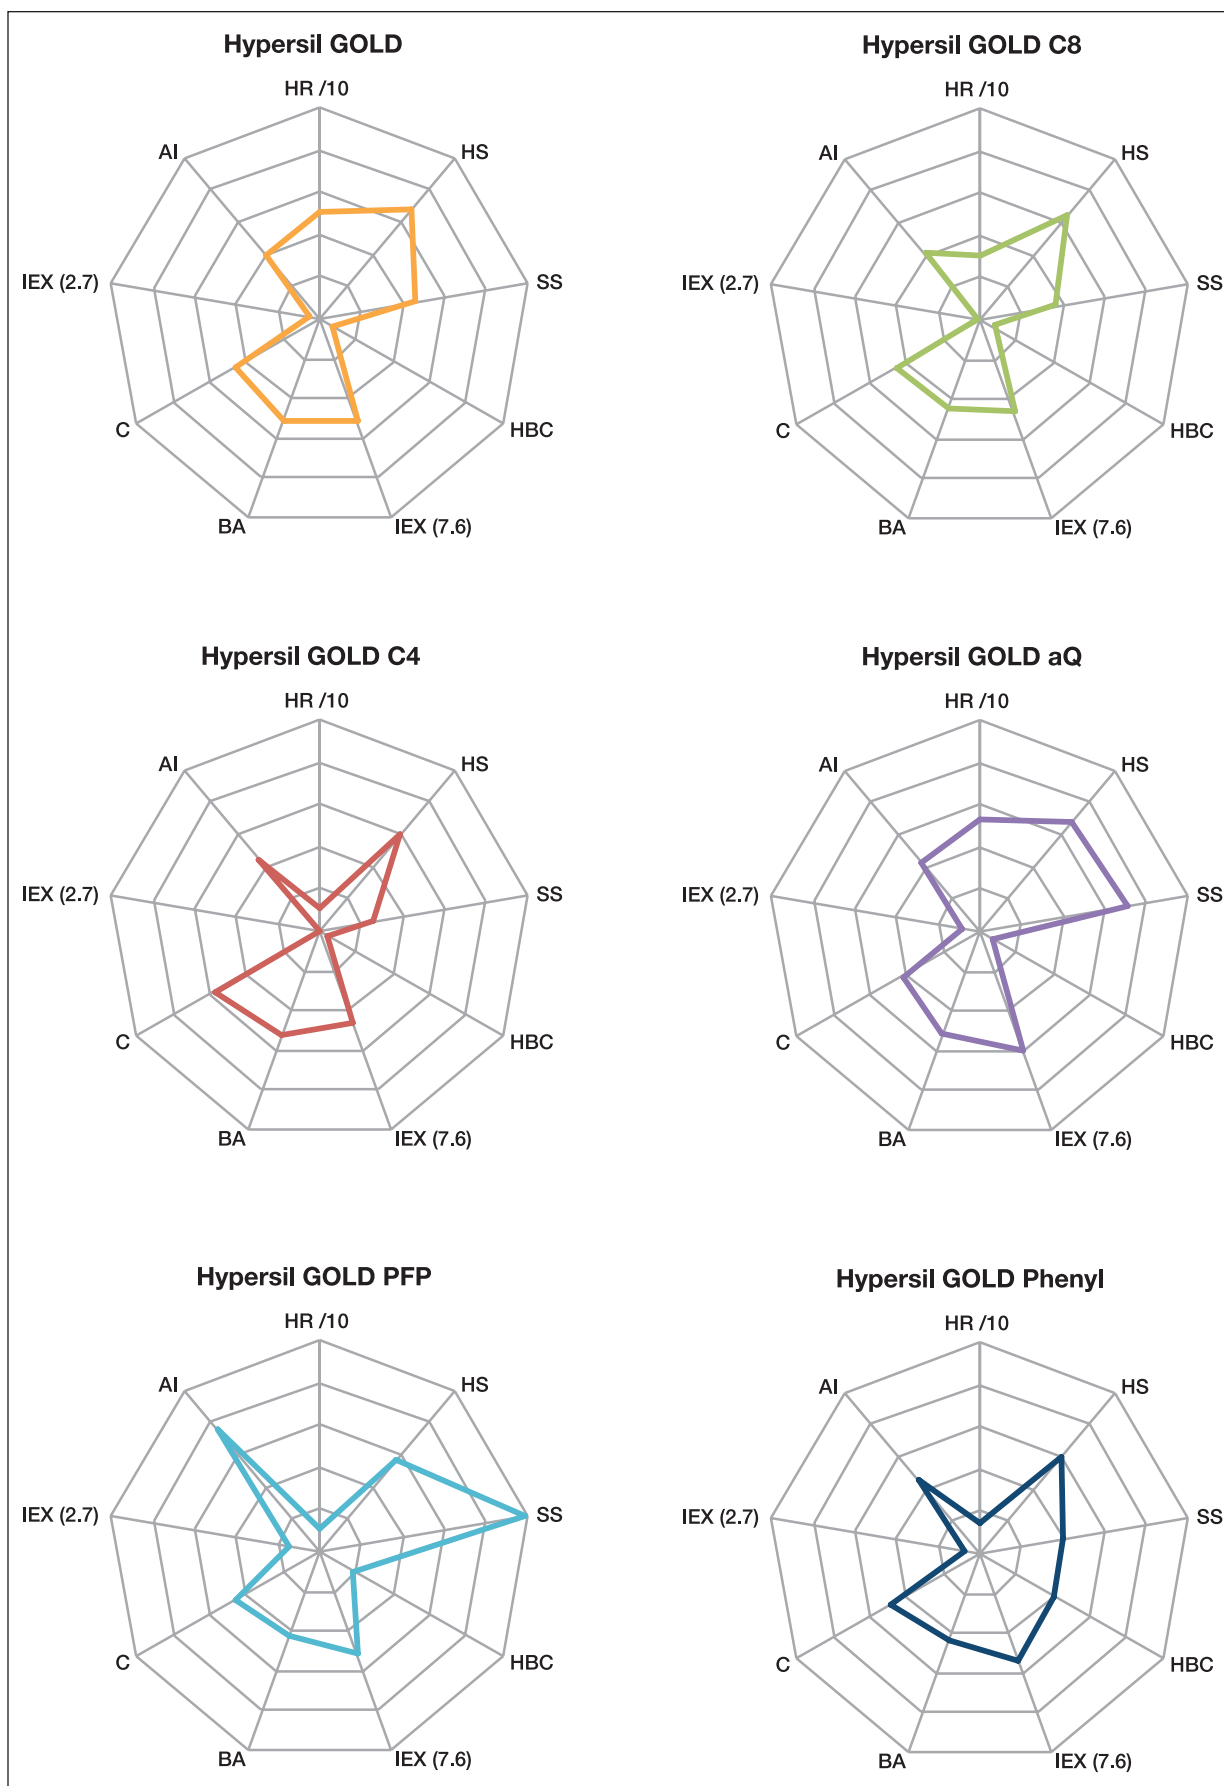 Hypersil GOLD
HR /10
HS
SS
HBC
IEX (7.6)
BA
C
IEX (2.7)
AI
Hypersil GOLD C8
HR /10
HS
SS
HBC
IEX (7.6)
BA
C
IEX (2.7)
AI
Hypersil GOLD C4
HR /10
HS
SS
HBC
IEX (7.6)
BA
C
IEX (2.7)
AI
Hypersil GOLD aQ
HR /10
HS
SS
HBC
IEX (7.6)
BA
C
IEX (2.7)
AI
Hypersil GOLD PFP
HR /10
HS
SS
HBC
IEX (7.6)
BA
C
IEX (2.7)
AI
Hypersil GOLD Phenyl
HR /10
HS
SS
HBC
IEX (7.6)
BA
C
IEX (2.7)
AI